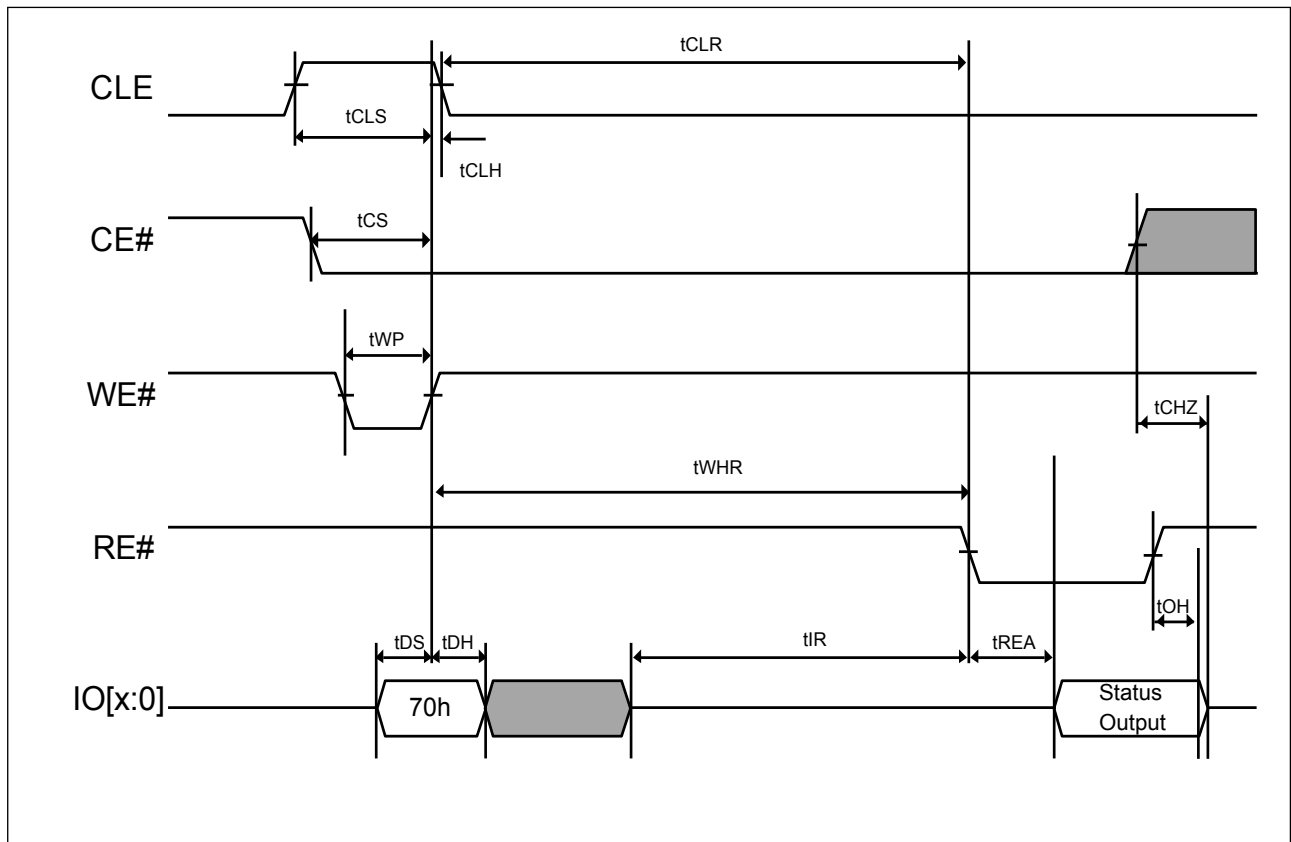 tCLR
CLE
tCLS
tCLH
tCS
CE#
tWP
WE#
tCHZ
tWHR
RE#
tOH
tDS
tDH
tIR
tREA
IO[x:0]
70h
Status
Output